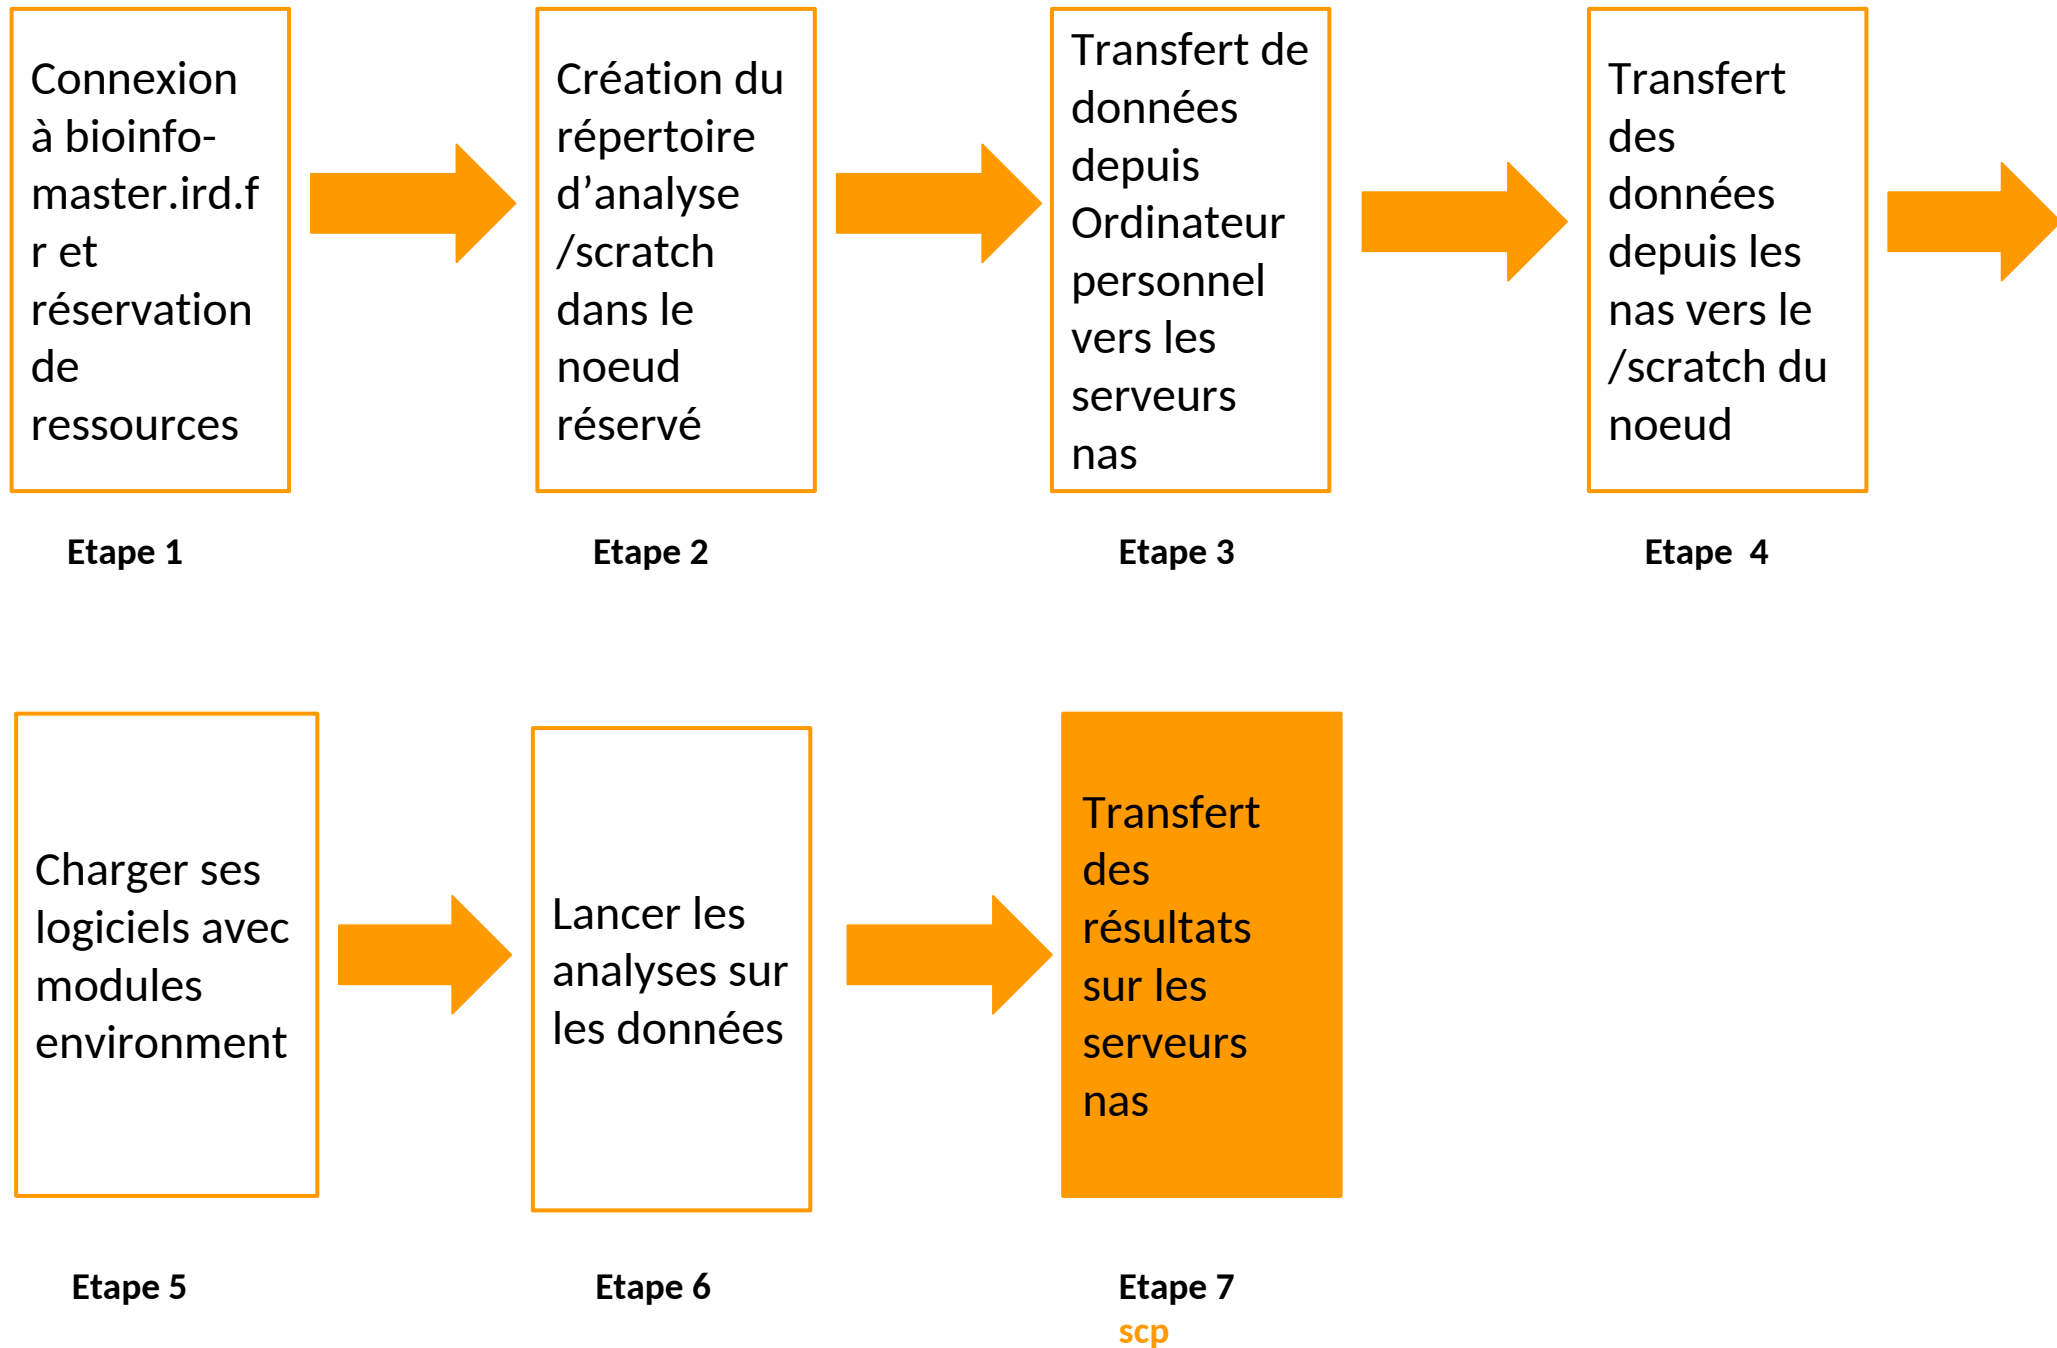 Connexion
à bioinfo-
master.ird.f
r et
réservation
de
ressources
Etape 1
Création du
répertoire
d’analyse
/scratch
dans le
noeud
réservé
Etape 2
Transfert de
données
depuis
Ordinateur
personnel
vers les
serveurs
nas
Etape 3
Transfert
des
données
depuis les
nas vers le
/scratch du
noeud
Etape  4
Charger ses
logiciels avec
modules
environment
Etape 5
Lancer les
analyses sur
les données
Etape 6
Transfert
des
résultats
sur les
serveurs
nas
Etape 7
scp